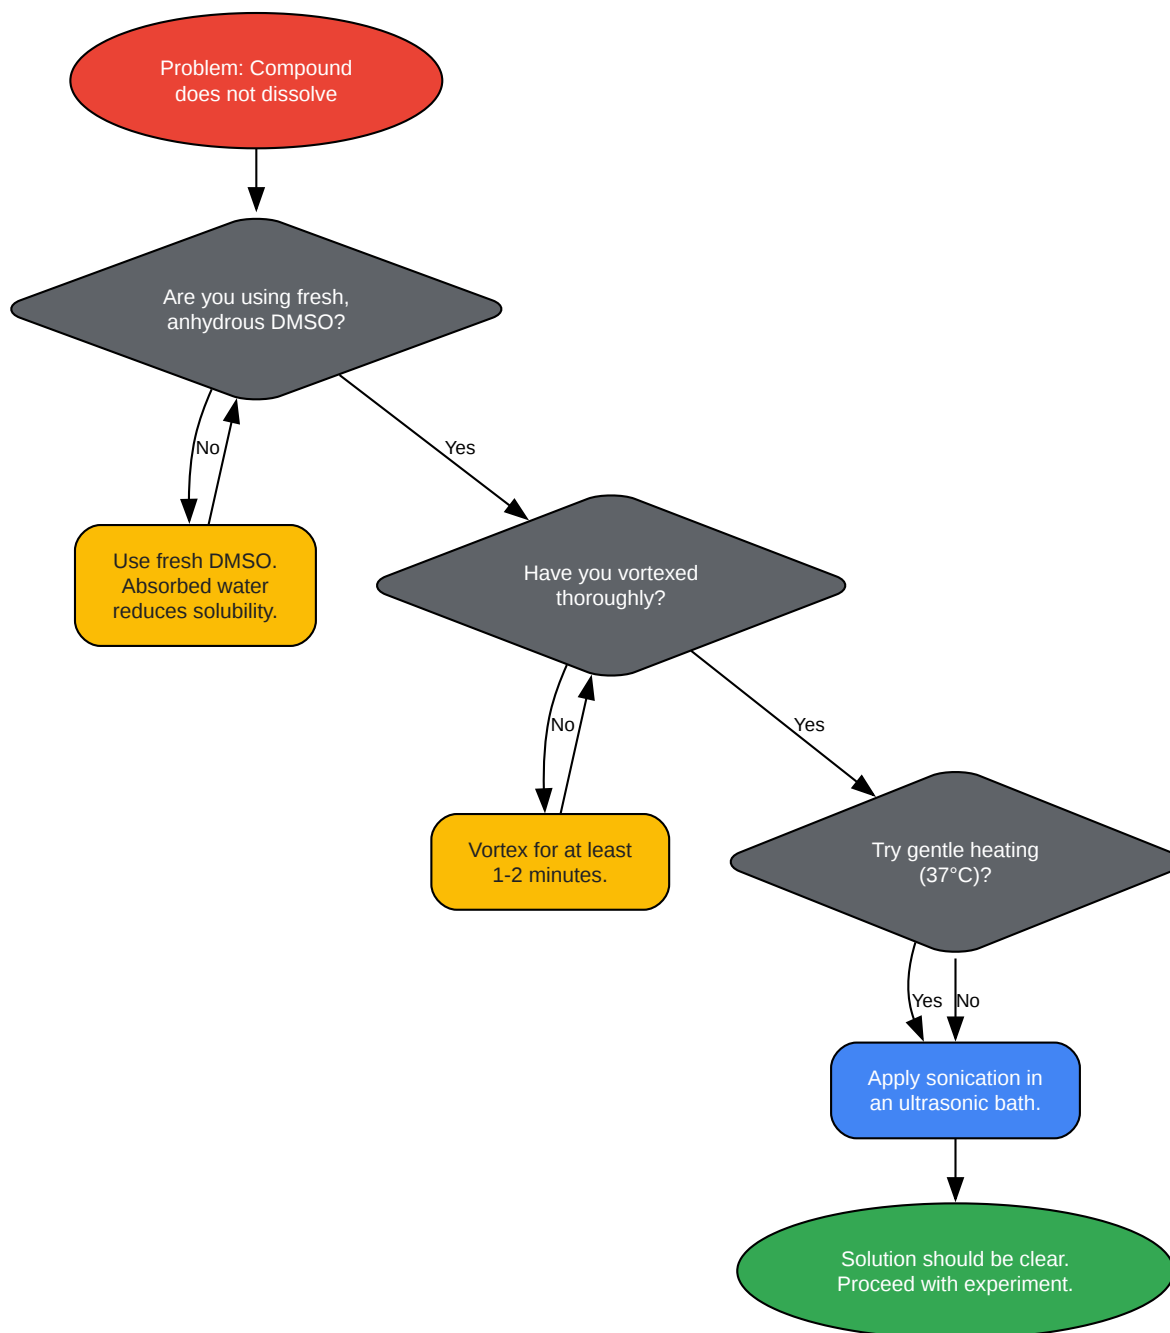 Problem: Compound
does not dissolve
Are you using fresh,
anhydrous DMSO?
No
Yes
Use fresh DMSO.
Absorbed water
reduces solubility.
Have you vortexed
thoroughly?
No
Yes
Vortex for at least
1-2 minutes.
Try gentle heating
(37°C)?
Yes
No
Apply sonication in
an ultrasonic bath.
Solution should be clear.
Proceed with experiment.